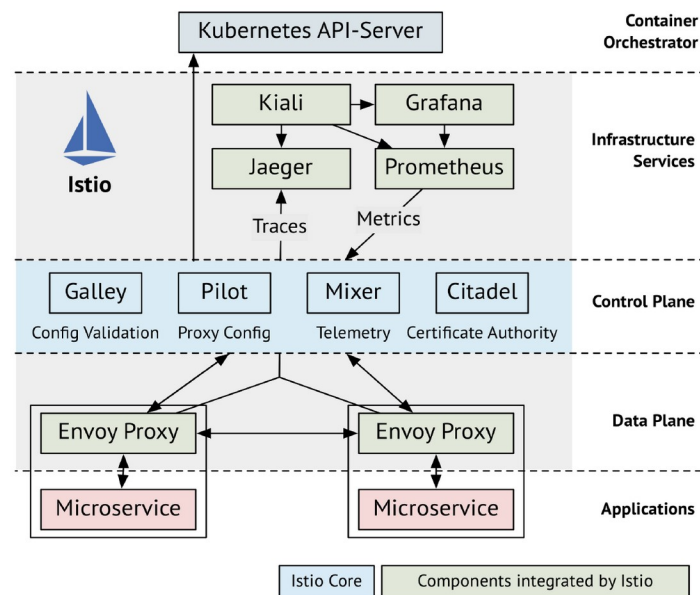 Kubernetes API-Server
Container
Orchestrator
Kiali
Grafana
Infrastructure
Services
Istio
Jaeger
Prometheus
Traces
Metrics
Galley
Pilot
Mixer
Citadel
Control Plane
Config Validation
Proxy Config
Telemetry
Certificate Authority
Envoy Proxy
Envoy Proxy
Data Plane
Microservice
Microservice
Applications
Istio Core
Components integrated by Istio